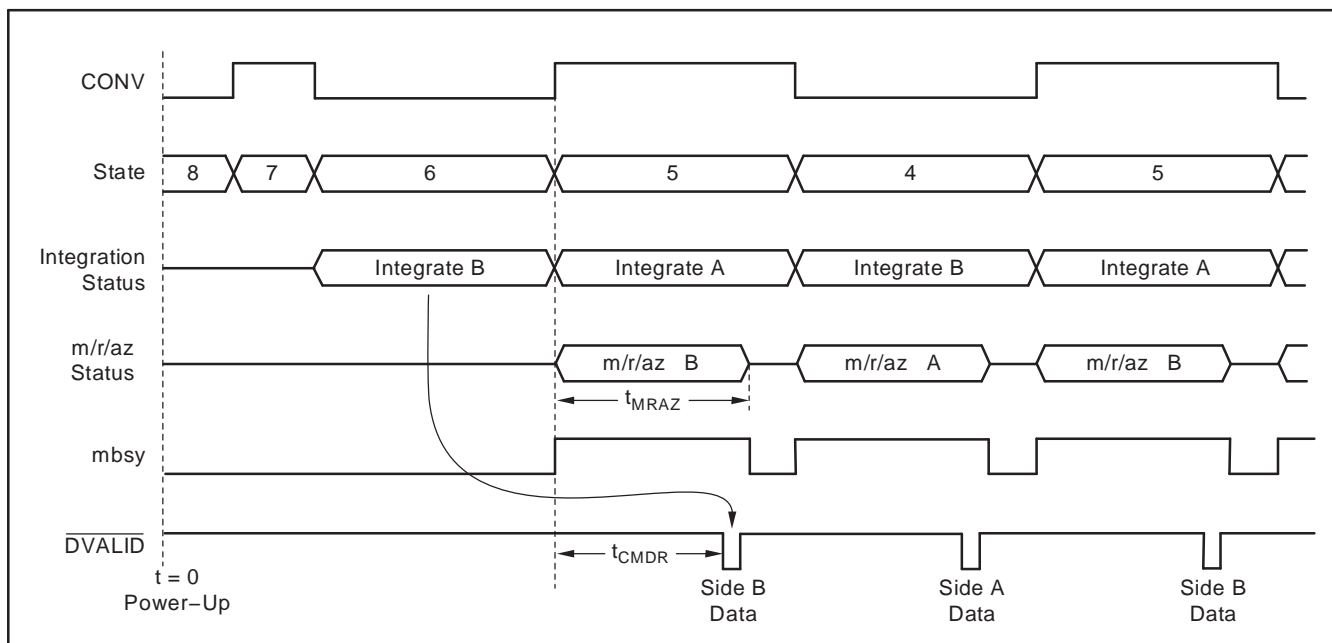 CONV
State
8
7
6
5
4
5
Integration
Status
Integrate B
Integrate A
Integrate B
Integrate A
m/r/az
Status
m/r/az B
m/r/az A
m/r/az B
tMRAZ
mbsy
DVALID
tCMDR
t = 0
Power−Up
Side B
Data
Side A
Data
Side B
Data